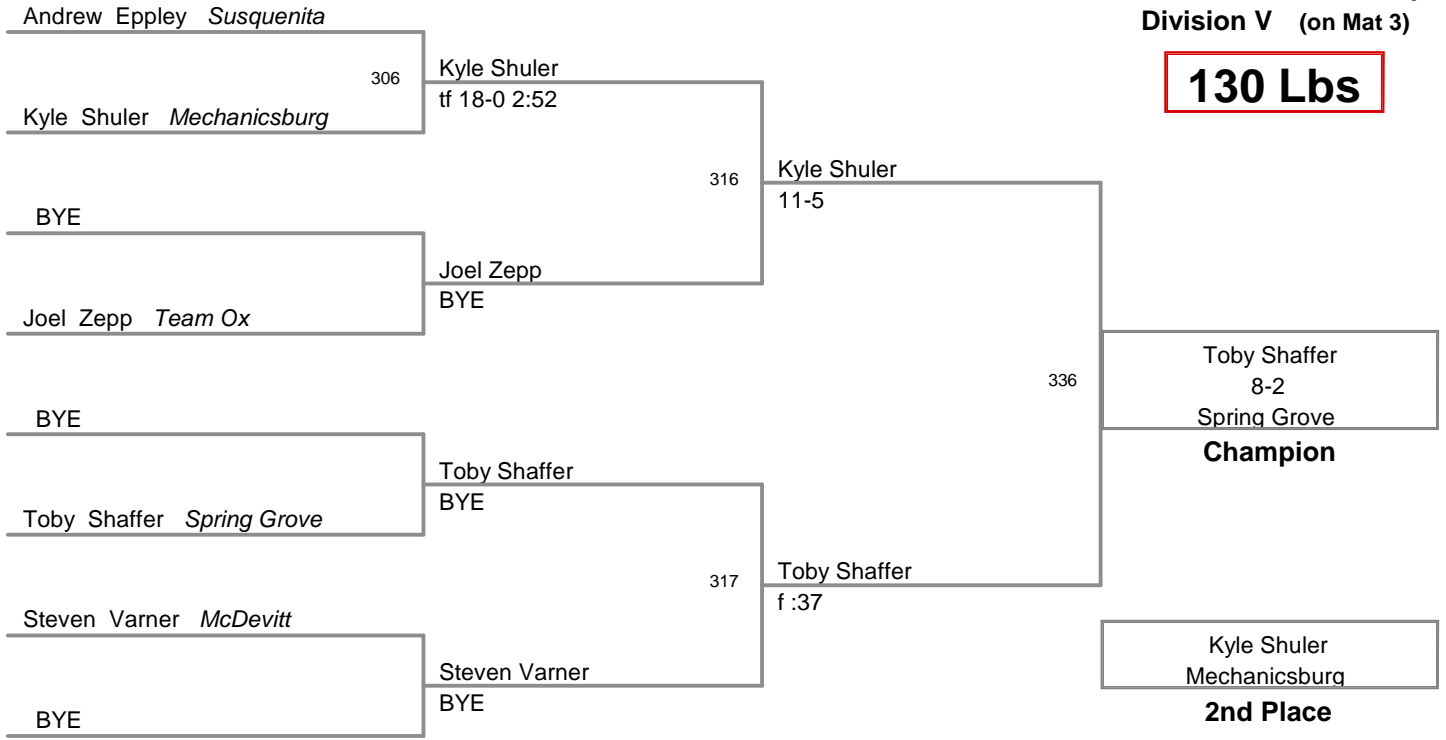 Division V (on Mat 3)
130 Lbs
Andrew Eppley Susquenita
306
Kyle Shuler
tf 18-0 2:52
Kyle Shuler Mechanicsburg
316
Kyle Shuler
11-5
BYE
Joel Zepp
BYE
Joel Zepp Team Ox
336
Toby Shaffer
8-2
Spring Grove
Champion
BYE
Toby Shaffer
BYE
Toby Shaffer Spring Grove
317
Toby Shaffer
f :37
Steven Varner McDevitt
Steven Varner
BYE
BYE
Kyle Shuler
Mechanicsburg
2nd Place